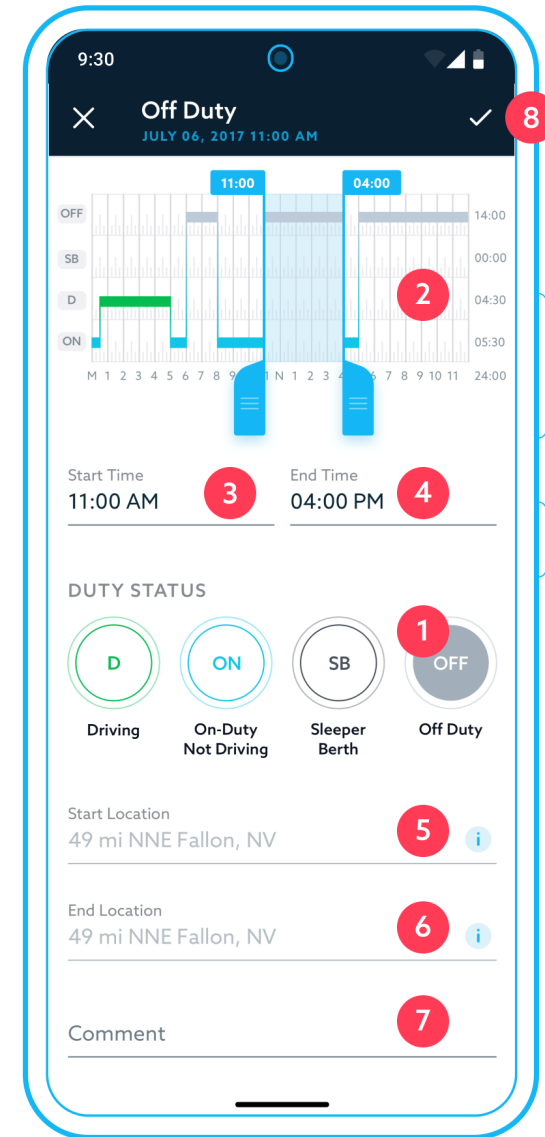 9:30
Off Duty
JULY 06, 2017 11:00 AM
8
11:00
04:00
OFF
14:00
SB
00:00
2
D
04:30
ON
05:30
M 1 2 3 4 5 6 7 8 9 1 N 1 2 3 4 6 7 8 9 10 11 24:00
Start Time
11:00 AM
3
End Time
04:00 PM
4
DUTY STATUS
1
D
ON
SB
OFF
Driving
On-Duty
Not Driving
Sleeper
Berth
Off Duty
Start Location
49 mi NNE Fallon, NV
5
i
End Location
49 mi NNE Fallon, NV
6
i
Comment
7